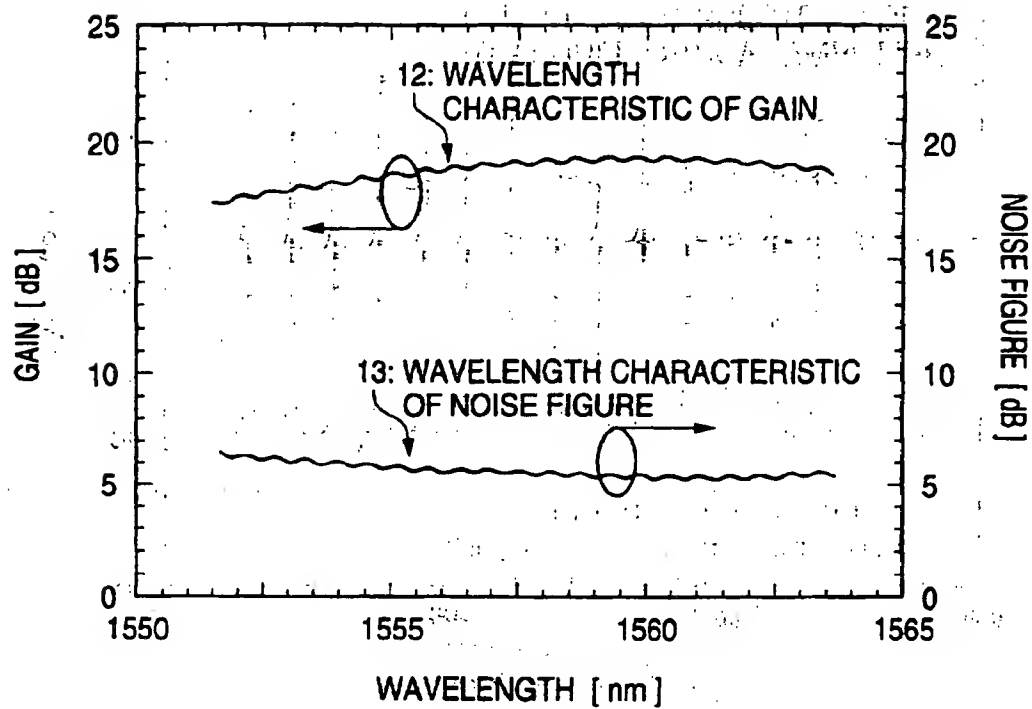 25
20
15
10
5
0
GAIN [dB]
12: WAVELENGTH
CHARACTERISTIC OF GAIN
13: WAVELENGTH CHARACTERISTIC
OF NOISE FIGURE
25
20
15
10
5
0
NOISE FIGURE [dB]
1550
1555
1560
1565
WAVELENGTH [nm]